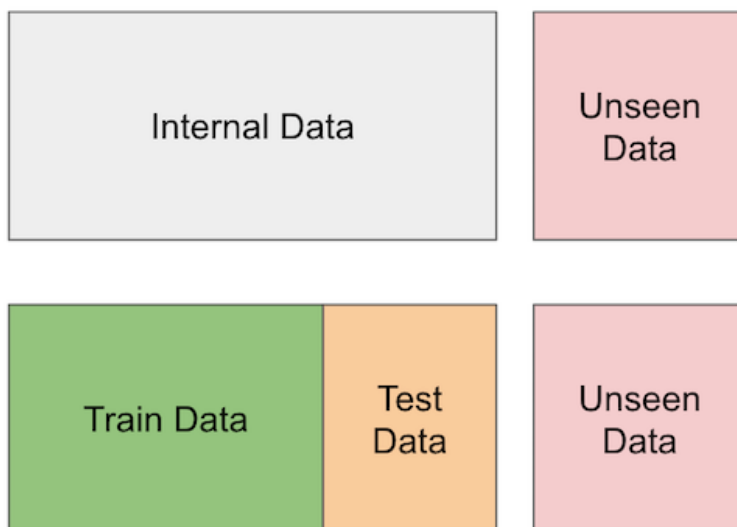 Internal Data
Unseen
Data
Train Data
Test
Data
Unseen
Data